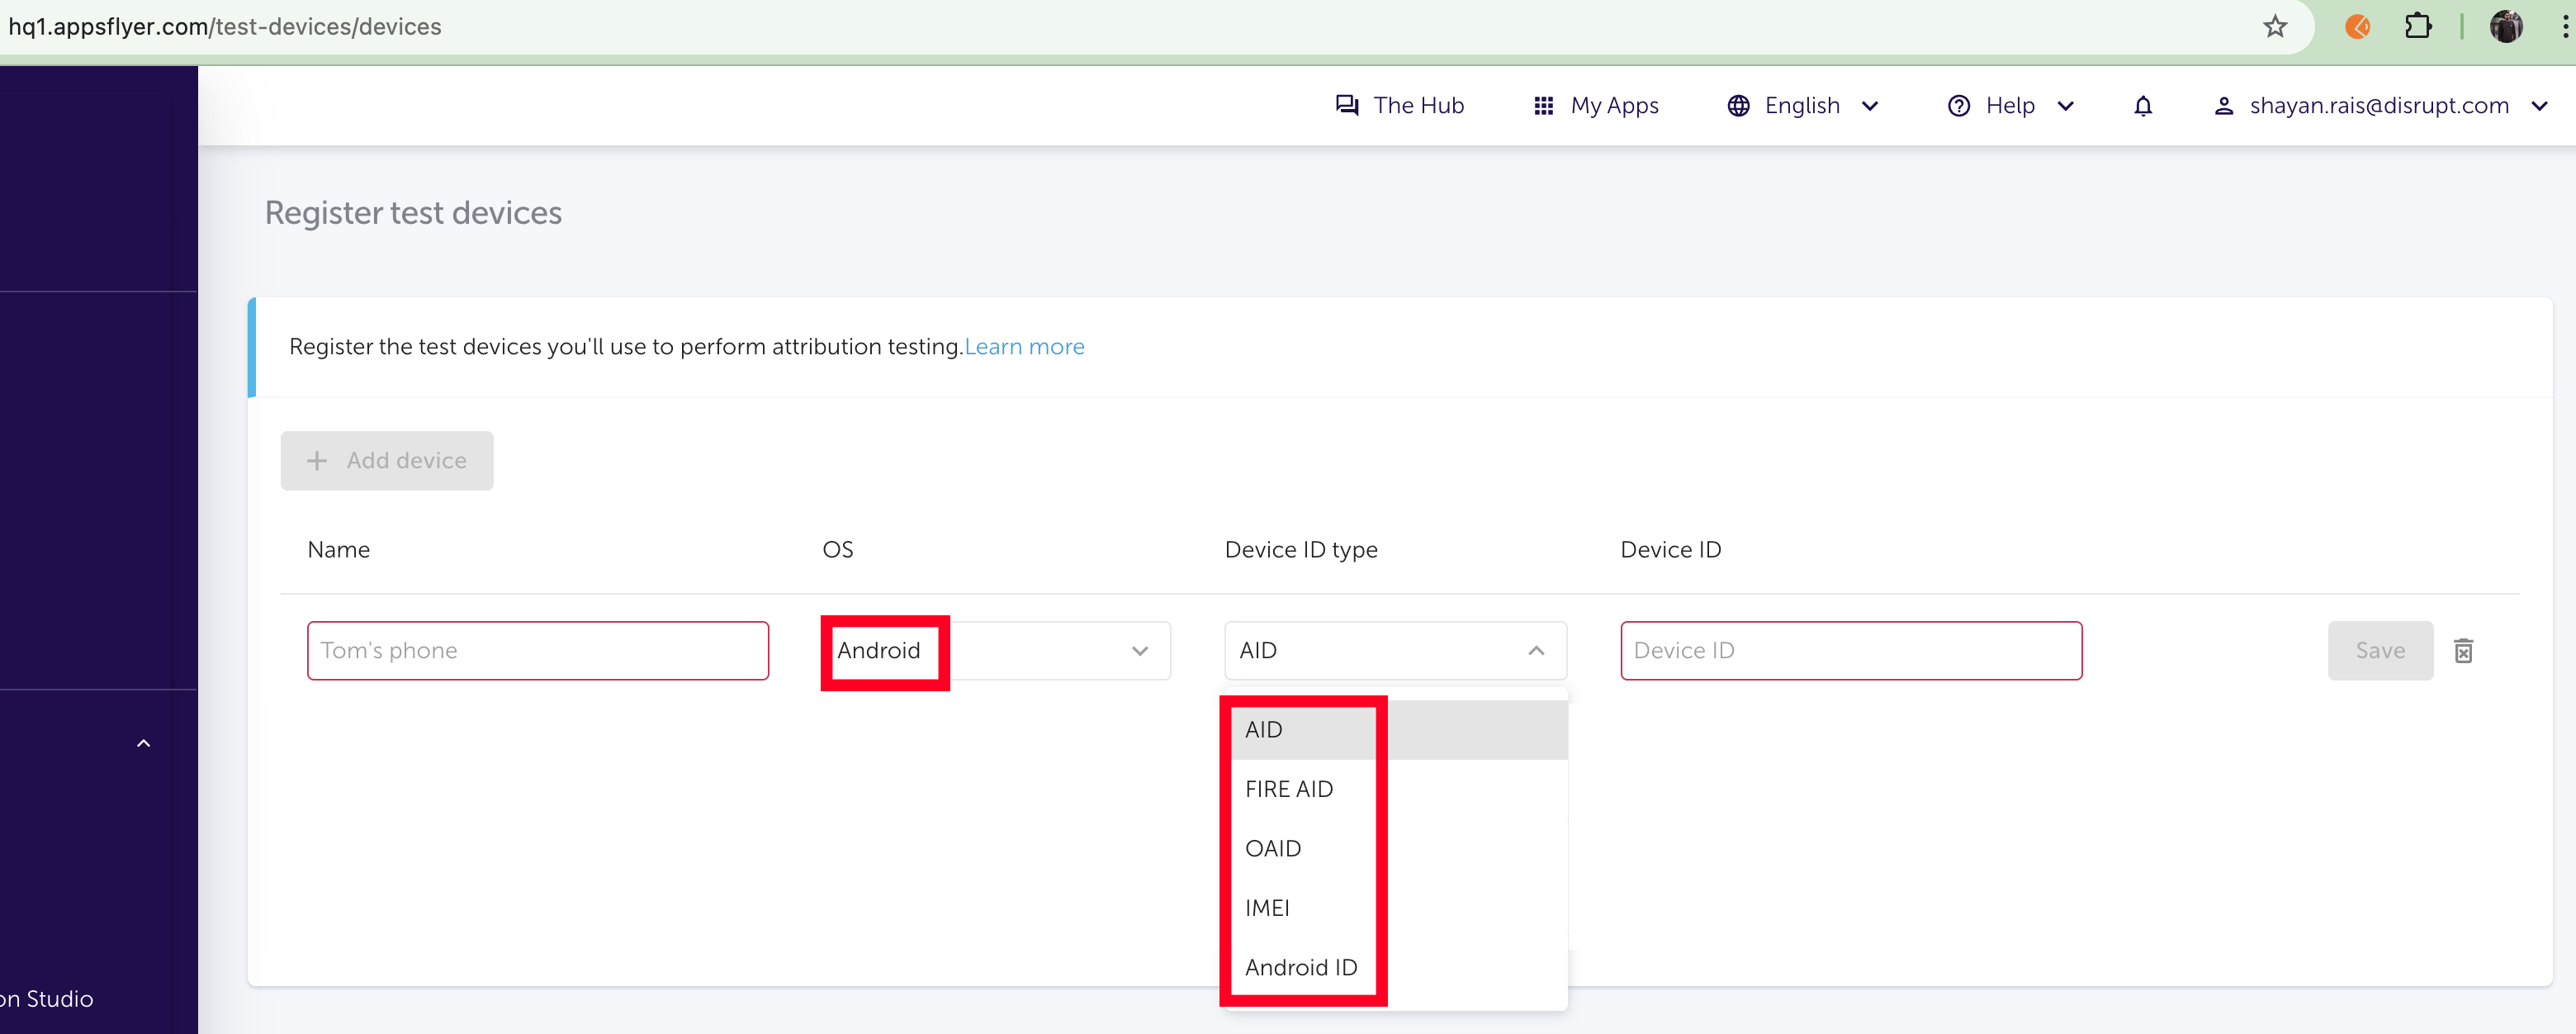 hq1.appsflyer.com/test-devices/devices
The Hub
My Apps
English
Help
shayan.rais@disrupt.com
Register test devices
Register the test devices you'll use to perform attribution testing.Learn more
+ Add device
Name
OS
Device ID type
Device ID
Tom's phone
Android
AID
Device ID
Save
AID
FIRE AID
OAID
IMEI
Android ID
on Studio